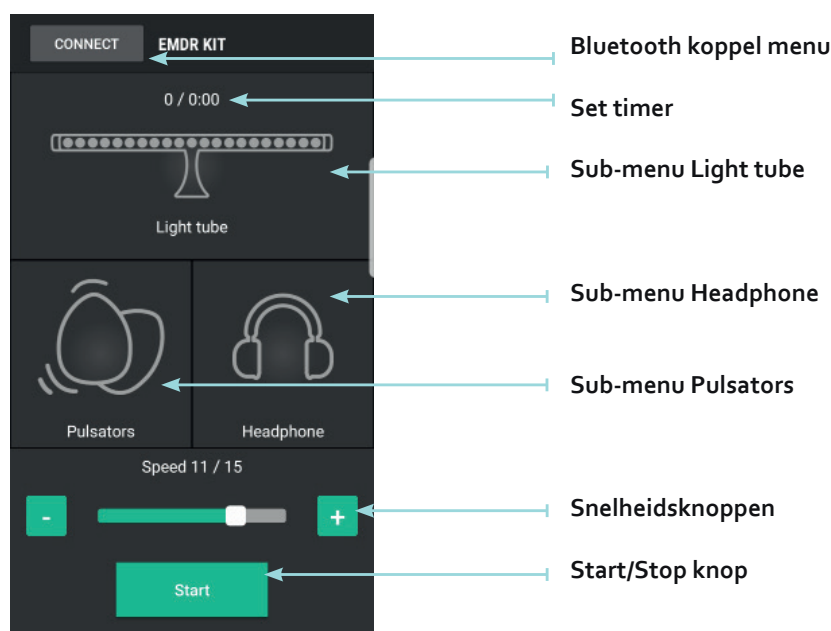 CONNECT EMDR KIT
Bluetooth koppel menu
0 / 0:00
Set timer
Sub-menu Light tube
Light tube
Sub-menu Headphone
Sub-menu Pulsators
Pulsators
Headphone
Speed 11 / 15
- +
Snelheidsknoppen
Start/Stop knop
Start